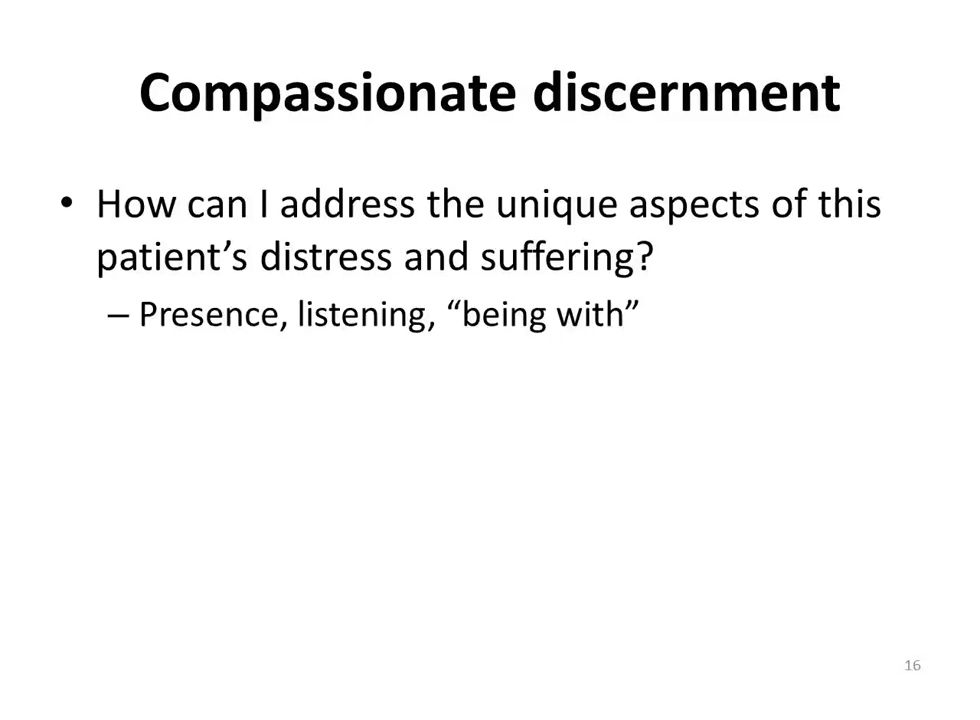 Compassionate discernment
• How can I address the unique aspects of this
patient’s distress and suffering?
– Presence, listening, “being with”
16